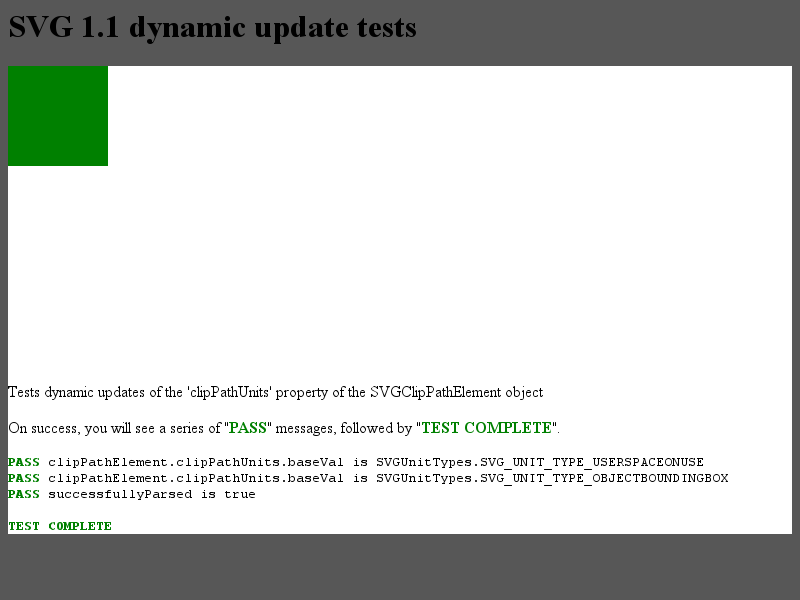 SVG 1.1 dynamic update tests
Tests dynamic updates of the 'clipPathUnits' property of the SVGClipPathElement object
On success, you will see a series of "PASS" messages, followed by "TEST COMPLETE".
PASS clipPathElement.clipPathUnits.baseVal is SVGUnitTypes.SVG_UNIT_TYPE_USERSPACEONUSE
PASS clipPathElement.clipPathUnits.baseVal is SVGUnitTypes.SVG_UNIT_TYPE_OBJECTBOUNDINGBOX
PASS successfullyParsed is true
TEST COMPLETE